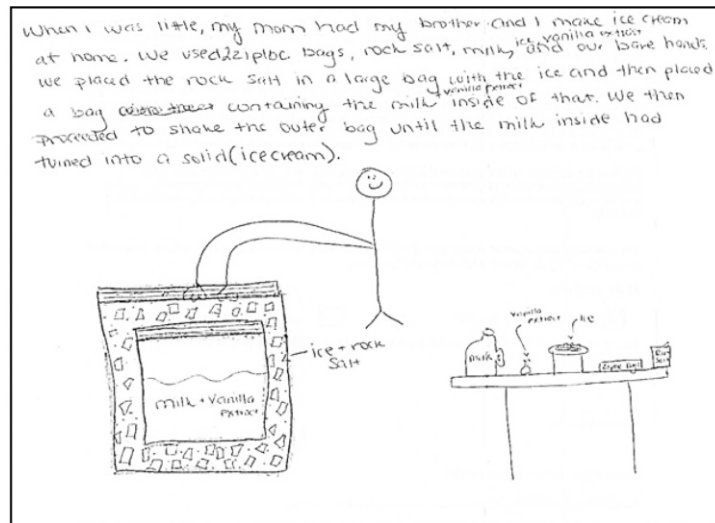 When I was little, my mom had my brother and I make ice cream
at home. We used 2 ziploc bags, rock salt, milk, ice, vanilla extract and our bare hands.
We placed the rock salt in a large bag with the ice and then placed
a bag containing the milk + vanilla extract inside of that. We then
proceeded to shake the outer bag until the milk inside had
turned into a solid (ice cream).
ice + rock
salt
milk + vanilla
extract
vanilla
extract
ice
milk